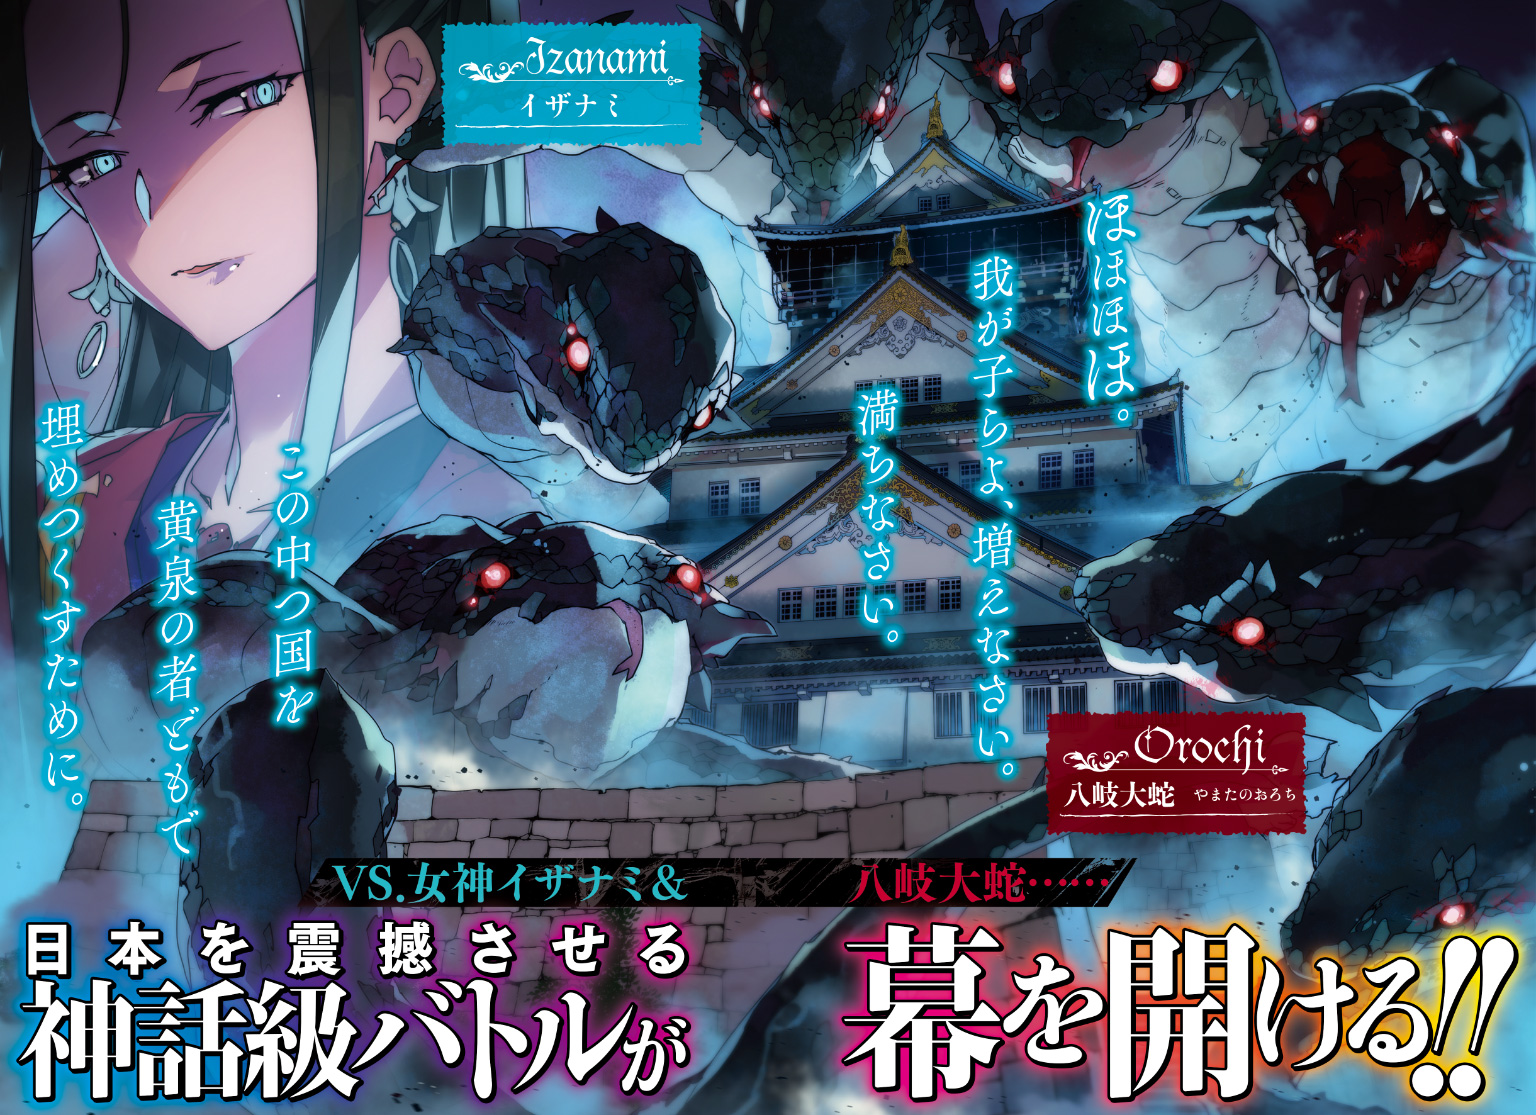 Izanami
イザナミ
ほほほほ。
我が子らよ、増えなさい。
満ちなさい。
この中つ国を
黄泉の者どもで
埋めつくすために。
Orochi
八岐大蛇 やまたのおろち
VS.女神イザナミ&八岐大蛇……
日本を震撼させる
神話級バトルが幕を開ける!!